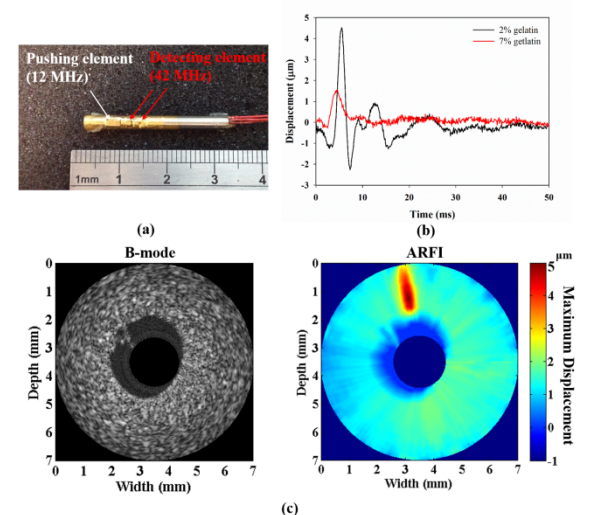 Pushing element
(12 MHz)
Detecting element
(42 MHz)
1mm 1 2 3 4
(a)
5
4
3
2
1
0
-1
-2
-3
Displacement (μm)
2% gelatin
7% getlatin
0 10 20 30 40 50
Time (ms)
(b)
B-mode
0
1
2
3
4
5
6
7
Depth (mm)
0 1 2 3 4 5 6 7
Width (mm)
ARFI
0
1
2
3
4
5
6
7
Depth (mm)
0 1 2 3 4 5 6 7
Width (mm)
μm
5
4
3
2
1
0
-1
Maximum Displacement
(c)